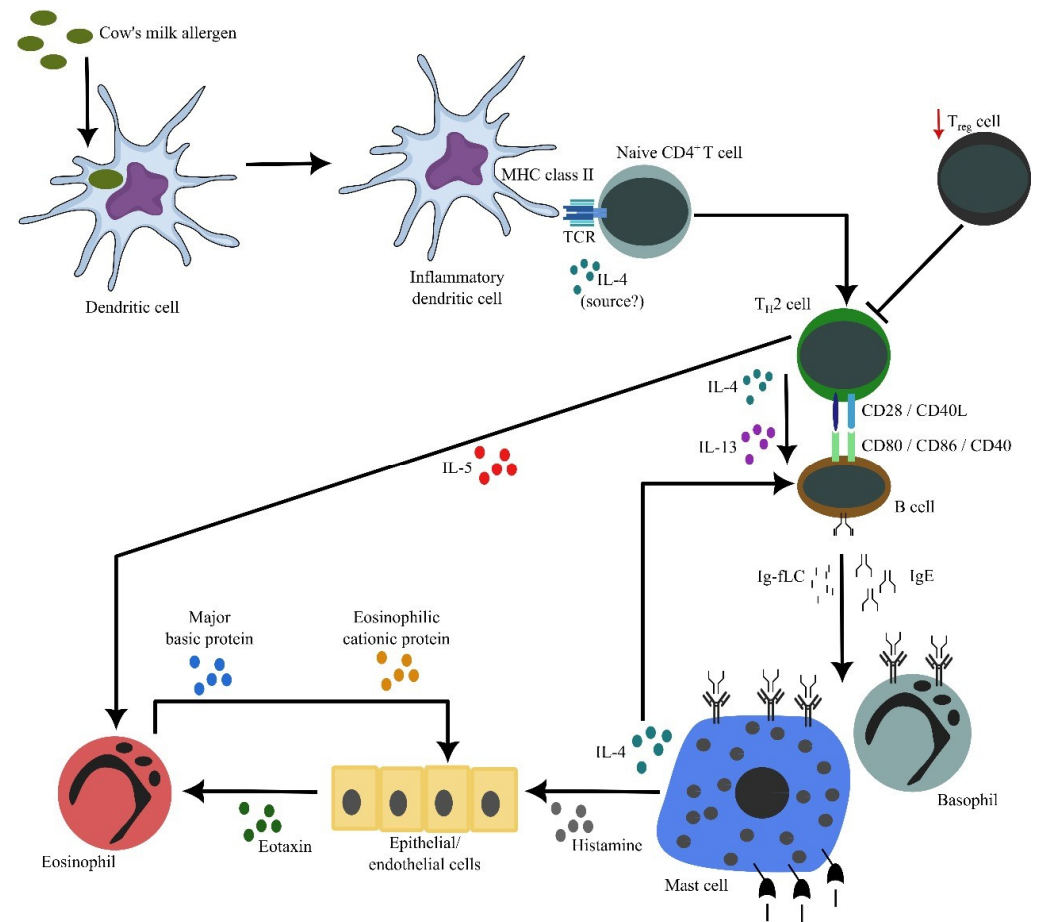 Cow's milk allergen
T_reg cell
Naive CD4⁺ T cell
MHC class II
TCR
IL-4
(source?)
Dendritic cell
Inflammatory
dendritic cell
T_H2 cell
IL-4
CD28 / CD40L
IL-13
CD80 / CD86 / CD40
IL-5
B cell
Ig-fLC
IgE
Major
basic protein
Eosinophilic
cationic protein
IL-4
Basophil
Eosinophil
Eotaxin
Epithelial/
endothelial cells
Histamine
Mast cell